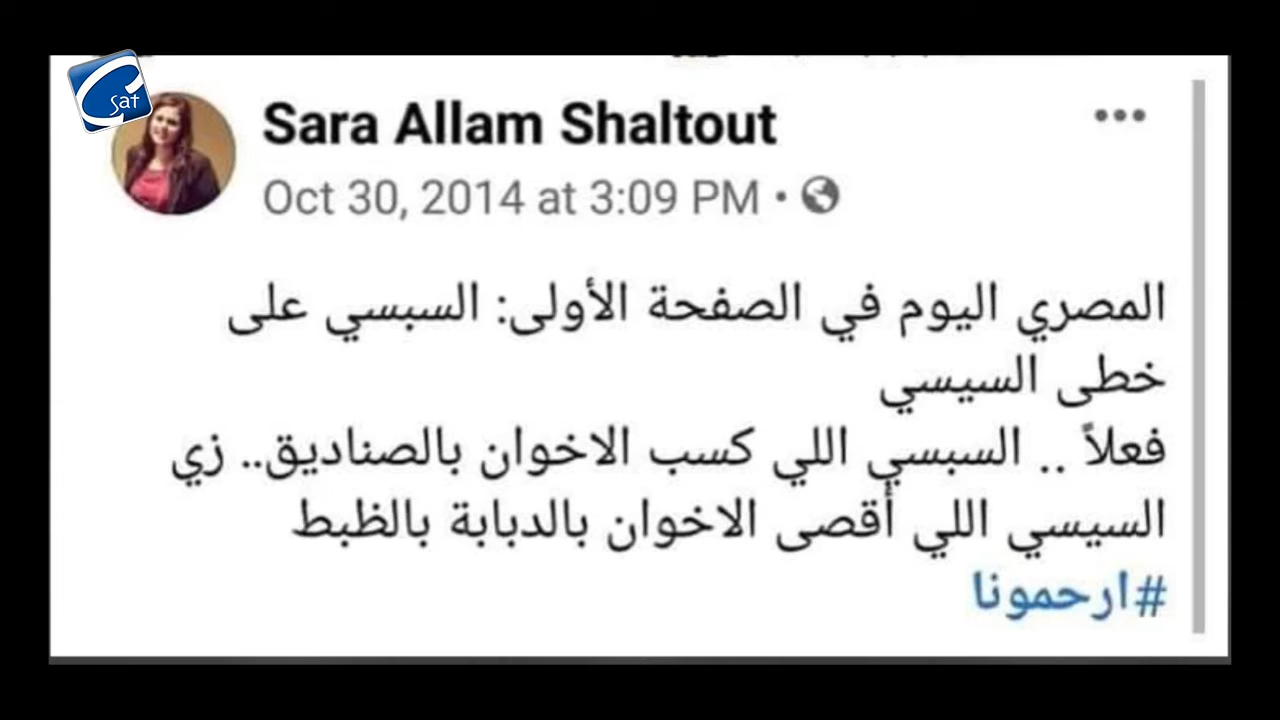 Sat
Sara Allam Shaltout
Oct 30, 2014 at 3:09 PM
المصري اليوم في الصفحة الأولى: السبسي على
خطى السيسي
فعلاً .. السبسي اللي كسب الاخوان بالصناديق.. زي
السيسي اللي أقصى الاخوان بالدبابة بالظبط
#ارحمونا